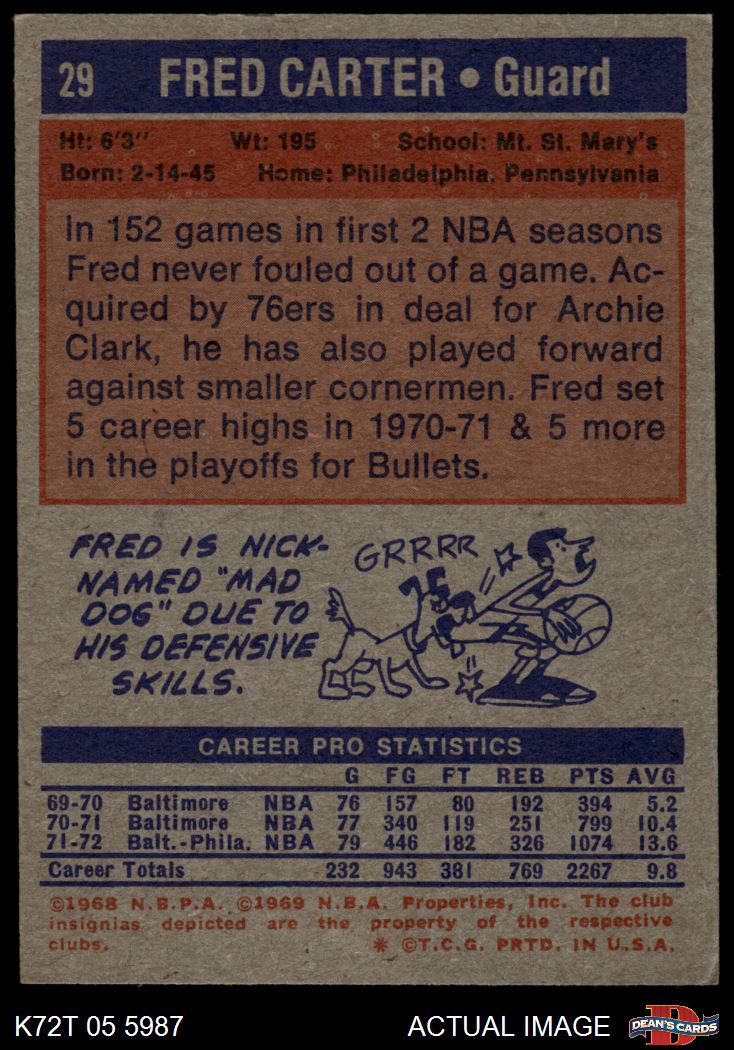 29 FRED CARTER • Guard
Ht: 6'3" Wt: 195 School: Mt. St. Mary's
Born: 2-14-45 Home: Philadelphia, Pennsylvania
In 152 games in first 2 NBA seasons
Fred never fouled out of a game. Ac-
quired by 76ers in deal for Archie
Clark, he has also played forward
against smaller cornermen. Fred set
5 career highs in 1970-71 & 5 more
in the playoffs for Bullets.
FRED IS NICK-
NAMED "MAD
DOG" DUE TO
HIS DEFENSIVE
SKILLS.
GRRRR
CAREER PRO STATISTICS
G FG FT REB PTS AVG
69-70 Baltimore NBA 76 157 80 192 394 5.2
70-71 Baltimore NBA 77 340 119 251 799 10.4
71-72 Balt.-Phila. NBA 79 446 182 326 1074 13.6
Career Totals 232 943 381 769 2267 9.8
©1968 N.B.P.A. ©1969 N.B.A. Properties, Inc. The club
insignias depicted are the property of the respective
clubs. * ©T.C.G. PRTD. IN U.S.A.
K72T 05 5987 ACTUAL IMAGE D DEAN'S CARDS